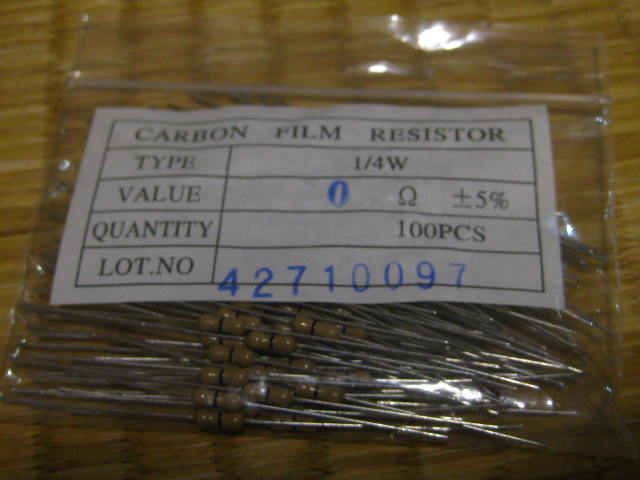 CARBON FILM RESISTOR
TYPE 1/4W
VALUE 0 Ω ±5%
QUANTITY 100PCS
LOT.NO 42710097